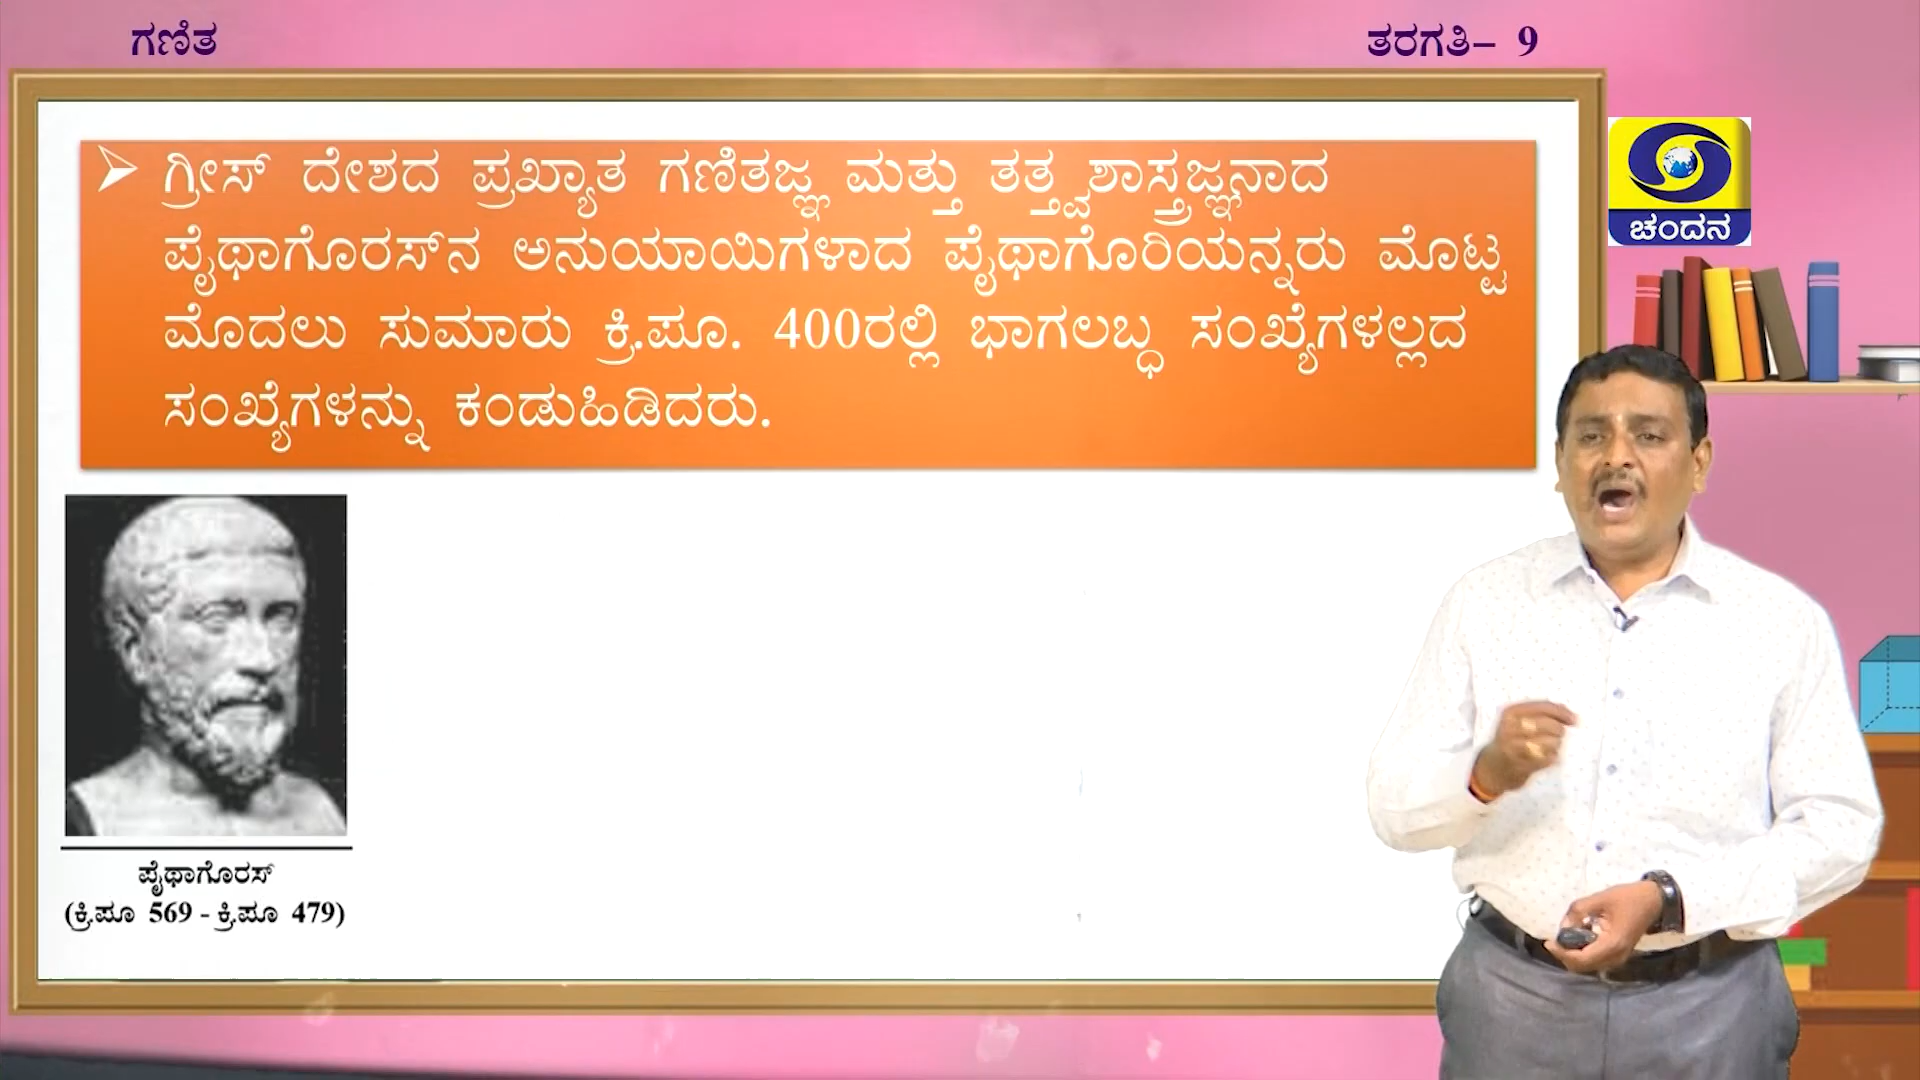 ಗಣಿತ
ತರಗತಿ– 9
ಗ್ರೀಸ್ ದೇಶದ ಪ್ರಖ್ಯಾತ ಗಣಿತಜ್ಞ ಮತ್ತು ತತ್ತ್ವಶಾಸ್ತ್ರಜ್ಞನಾದ
ಪೈಥಾಗೊರಸ್‌ನ ಅನುಯಾಯಿಗಳಾದ ಪೈಥಾಗೊರಿಯನ್ನರು ಮೊಟ್ಟ
ಮೊದಲು ಸುಮಾರು ಕ್ರಿ.ಪೂ. 400ರಲ್ಲಿ ಭಾಗಲಬ್ಧ ಸಂಖ್ಯೆಗಳಲ್ಲದ
ಸಂಖ್ಯೆಗಳನ್ನು ಕಂಡುಹಿಡಿದರು.
ಚಂದನ
ಪೈಥಾಗೊರಸ್
(ಕ್ರಿ.ಪೂ 569 - ಕ್ರಿ.ಪೂ 479)